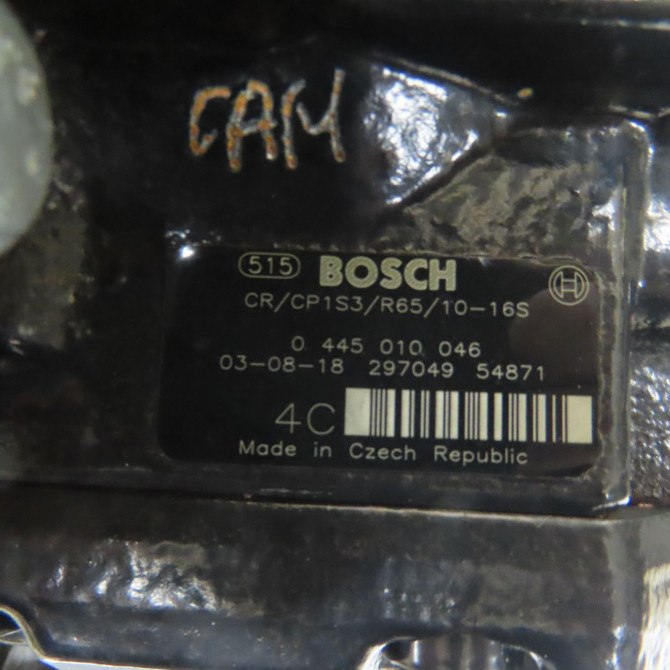 CAM
515 BOSCH
CR/CP1S3/R65/10-16S
0 445 010 046
03-08-18 297049 54871
4C
Made in Czech Republic